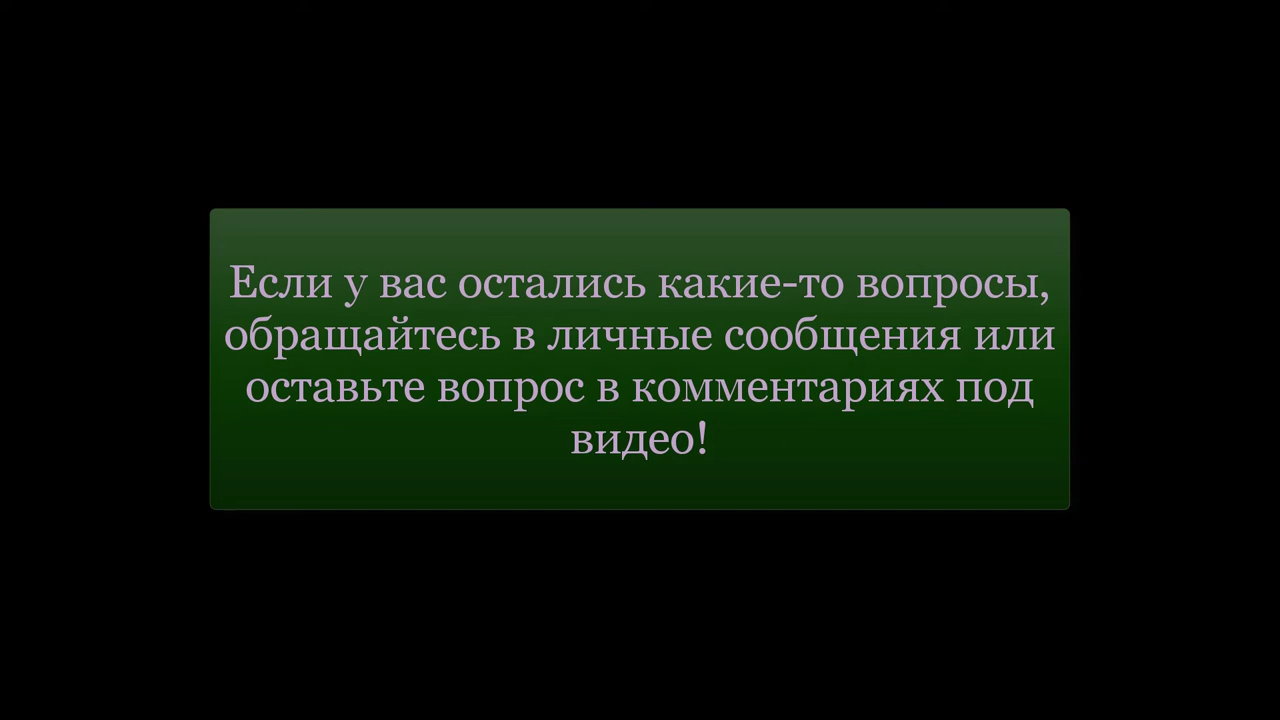 Если у вас остались какие-то вопросы,
обращайтесь в личные сообщения или
оставьте вопрос в комментариях под
видео!